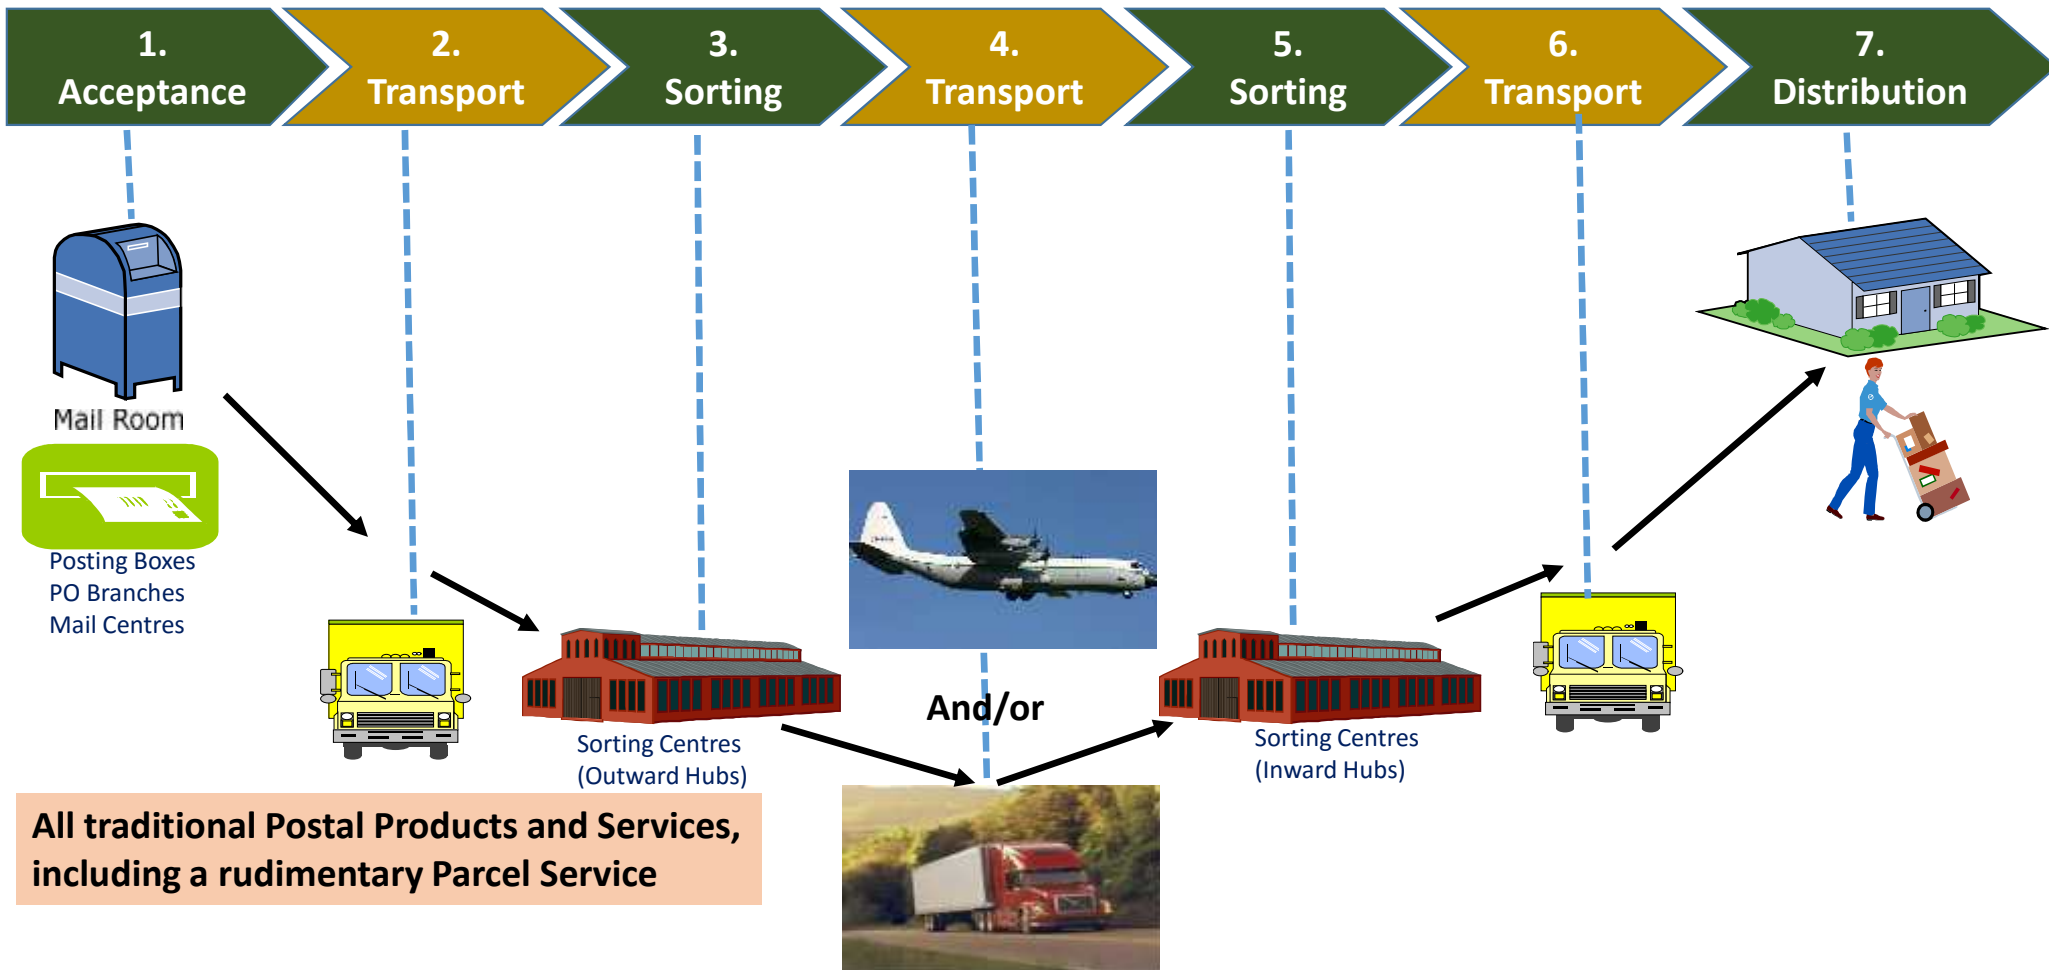 1.
Acceptance
2.
Transport
3.
Sorting
4.
Transport
5.
Sorting
6.
Transport
7.
Distribution
Mail Room
Posting Boxes
PO Branches
Mail Centres
And/or
Sorting Centres
(Outward Hubs)
Sorting Centres
(Inward Hubs)
All traditional Postal Products and Services,
including a rudimentary Parcel Service